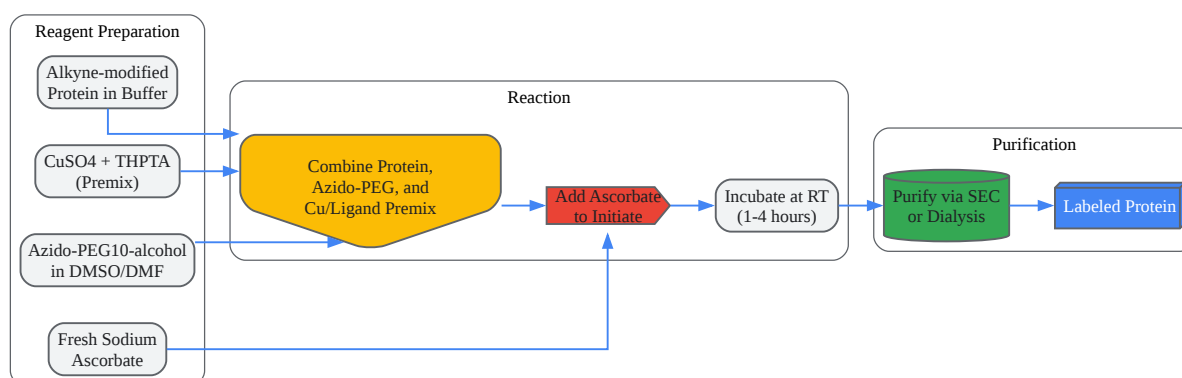 Reagent Preparation
Alkyne-modified
Protein in Buffer
CuSO4 + THPTA
(Premix)
Azido-PEG10-alcohol
in DMSO/DMF
Fresh Sodium
Ascorbate
Reaction
Combine Protein,
Azido-PEG, and
Cu/Ligand Premix
Add Ascorbate
to Initiate
Incubate at RT
(1-4 hours)
Purification
Purify via SEC
or Dialysis
Labeled Protein